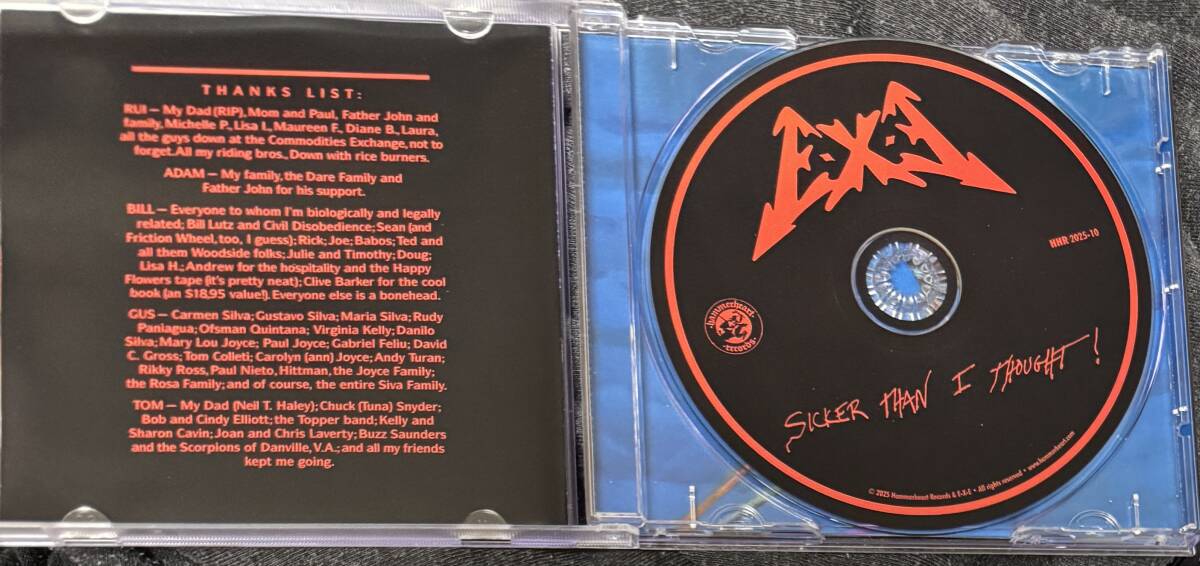 THANKS LIST:
RUI — My Dad (RIP), Mom and Paul, Father John and
family, Michelle P., Lisa I., Maureen F., Diane B., Laura,
all the guys down at the Commodities Exchange, not to
forget. All my riding bros., Down with rice burners.
ADAM — My family, the Dare Family and
Father John for his support.
BILL — Everyone to whom I'm biologically and legally
related; Bill Lutz and Civil Disobedience; Sean (and
Friction Wheel, too, I guess); Rick; Joe; Babos; Ted and
all them Woodside folks; Julie and Timothy; Doug;
Lisa H.; Andrew for the hospitality and the Happy
Flowers tape (it's pretty neat); Clive Barker for the cool
book (an $18,95 value!). Everyone else is a bonehead.
GUS — Carmen Silva; Gustavo Silva; Maria Silva; Rudy
Paniagua; Ofsman Quintana; Virginia Kelly; Danilo
Silva; Mary Lou Joyce; Paul Joyce; Gabriel Feliu; David
C. Gross; Tom Colleti; Carolyn (ann) Joyce; Andy Turan;
Rikky Ross, Paul Nieto, Hittman, the Joyce Family;
the Rosa Family; and of course, the entire Siva Family.
TOM — My Dad (Neil T. Haley); Chuck (Tuna) Snyder;
Bob and Cindy Elliott; the Topper band; Kelly and
Sharon Cavin; Joan and Chris Laverty; Buzz Saunders
and the Scorpions of Danville, V.A.; and all my friends
kept me going.
E·X·E
HHR 2025-10
hammerheart
records
SICKER THAN I THOUGHT!
© 2025 Hammerheart Records & E-X-E • All rights reserved • www.hammerheart.com